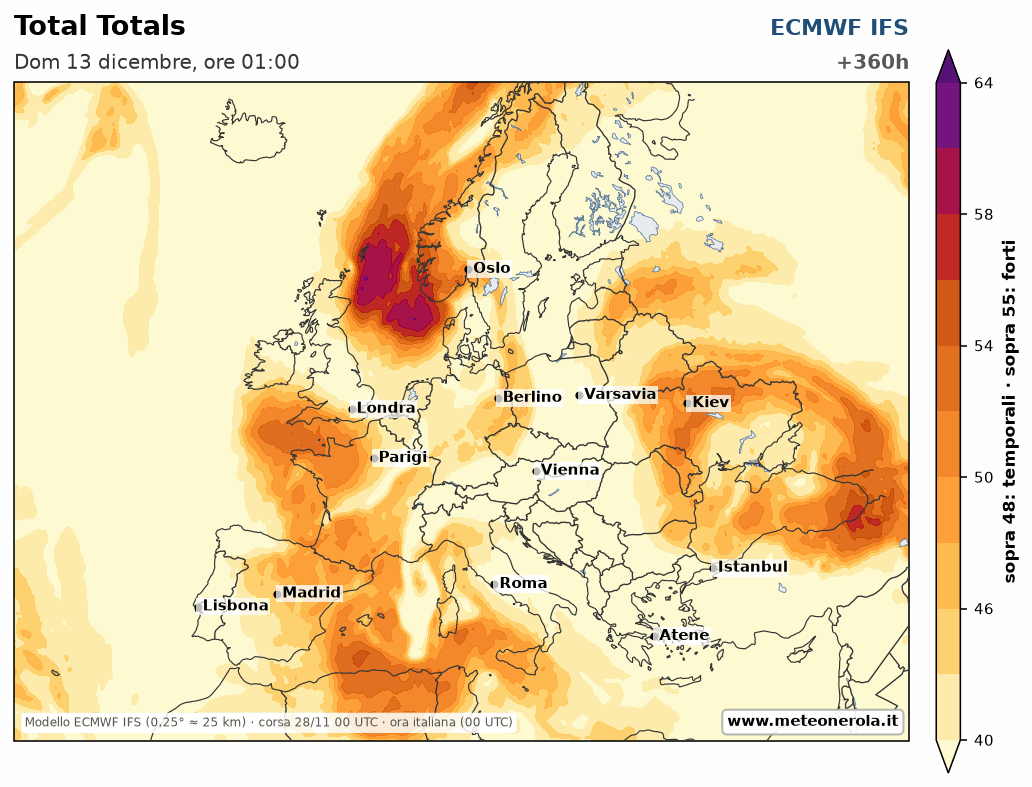 Total Totals
ECMWF IFS
Dom 13 dicembre, ore 01:00
+360h
64
58
54
50
46
40
sopra 48: temporali · sopra 55: forti
Oslo
Berlino
Varsavia
Kiev
Londra
Parigi
Vienna
Istanbul
Roma
Madrid
Lisbona
Atene
Modello ECMWF IFS (0,25° ≈ 25 km) · corsa 28/11 00 UTC · ora italiana (00 UTC)
www.meteonerola.it